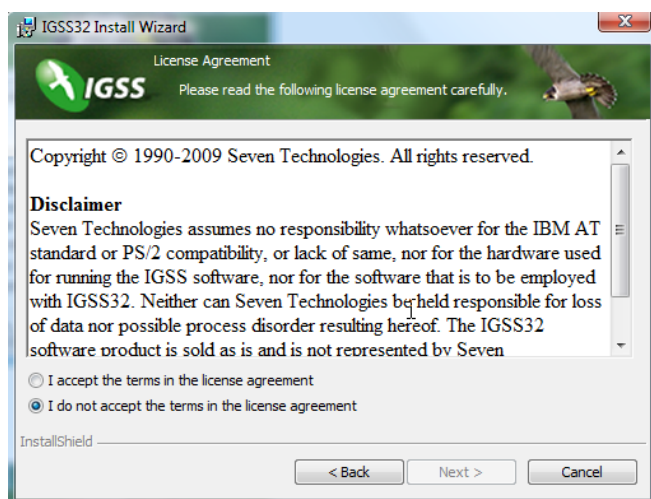 IGSS32 Install Wizard
License Agreement
IGSS
Please read the following license agreement carefully.
Copyright © 1990-2009 Seven Technologies. All rights reserved.
Disclaimer
Seven Technologies assumes no responsibility whatsoever for the IBM AT
standard or PS/2 compatibility, or lack of same, nor for the hardware used
for running the IGSS software, nor for the software that is to be employed
with IGSS32. Neither can Seven Technologies be held responsible for loss
of data nor possible process disorder resulting hereof. The IGSS32
software product is sold as is and is not represented by Seven
I accept the terms in the license agreement
I do not accept the terms in the license agreement
InstallShield
< Back
Next >
Cancel